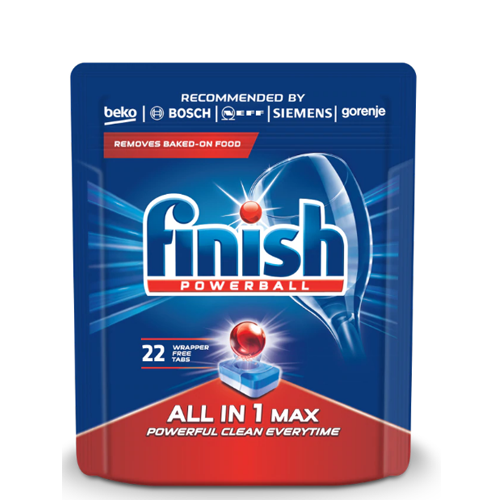 RECOMMENDED BY
beko | BOSCH | NEFF | SIEMENS | gorenje
REMOVES BAKED-ON FOOD
finish
POWERBALL
22 WRAPPER
FREE
TABS
ALL IN 1 MAX
POWERFUL CLEAN EVERYTIME